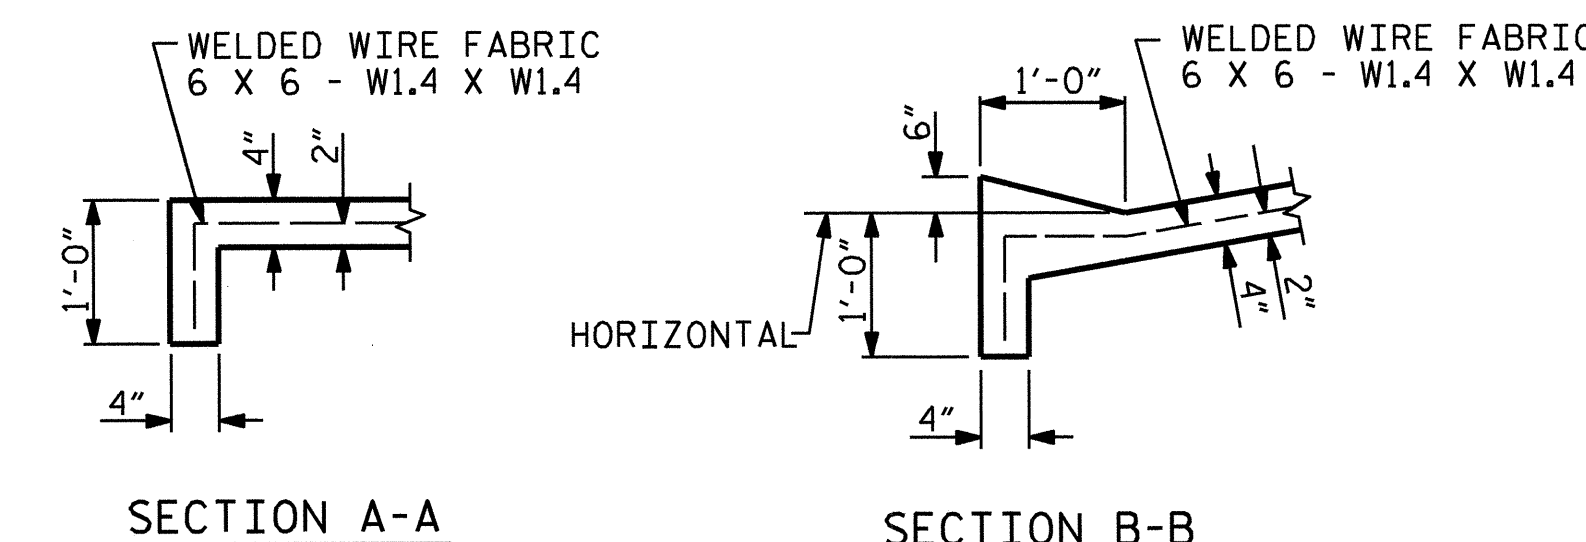 WELDED WIRE FABRIC
6 X 6 - W1.4 X W1.4
4"
2"
1'-0"
4"
SECTION A-A
WELDED WIRE FABRIC
6 X 6 - W1.4 X W1.4
1'-0"
6"
HORIZONTAL
1'-0"
4"
2"
4"
SECTION B-B